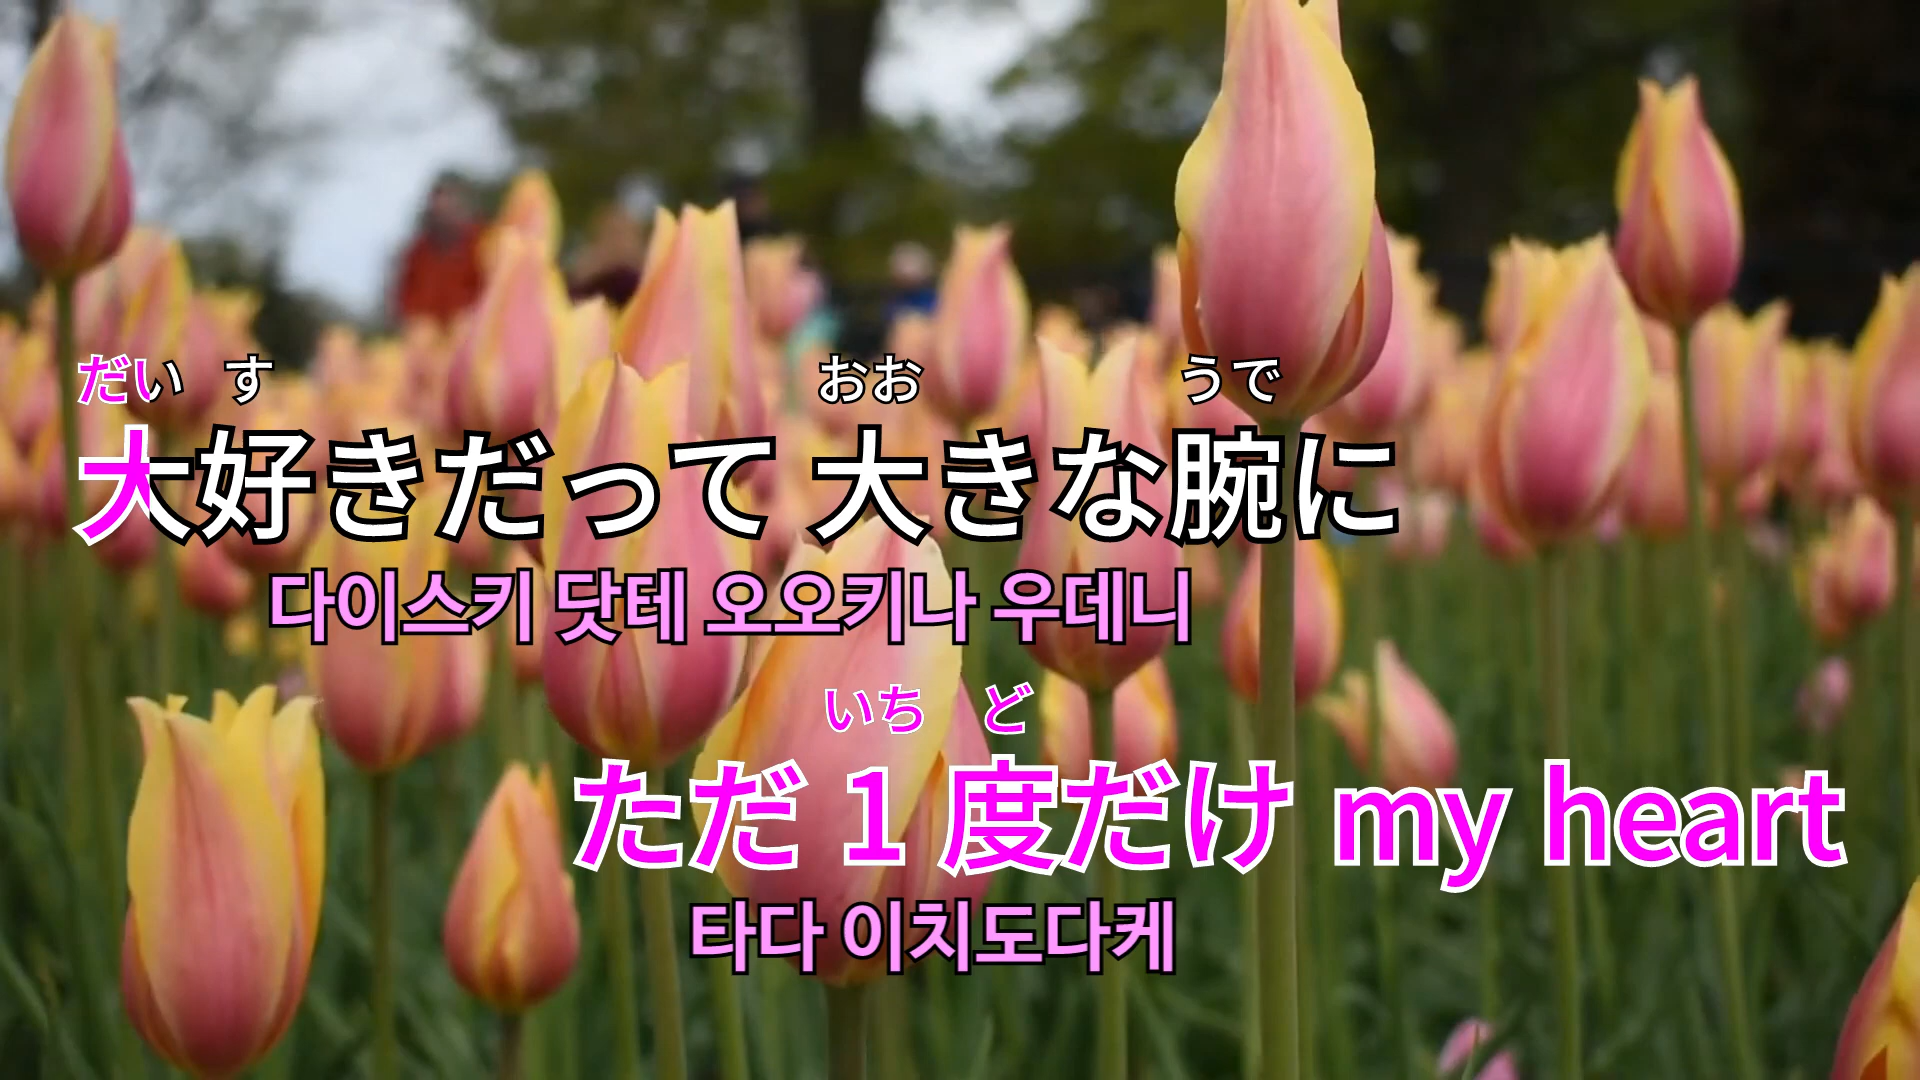 だい す おお うで
大好きだって 大きな腕に
다이스키 닷테 오오키나 우데니
いち ど
ただ 1 度だけ my heart
타다 이치도다케